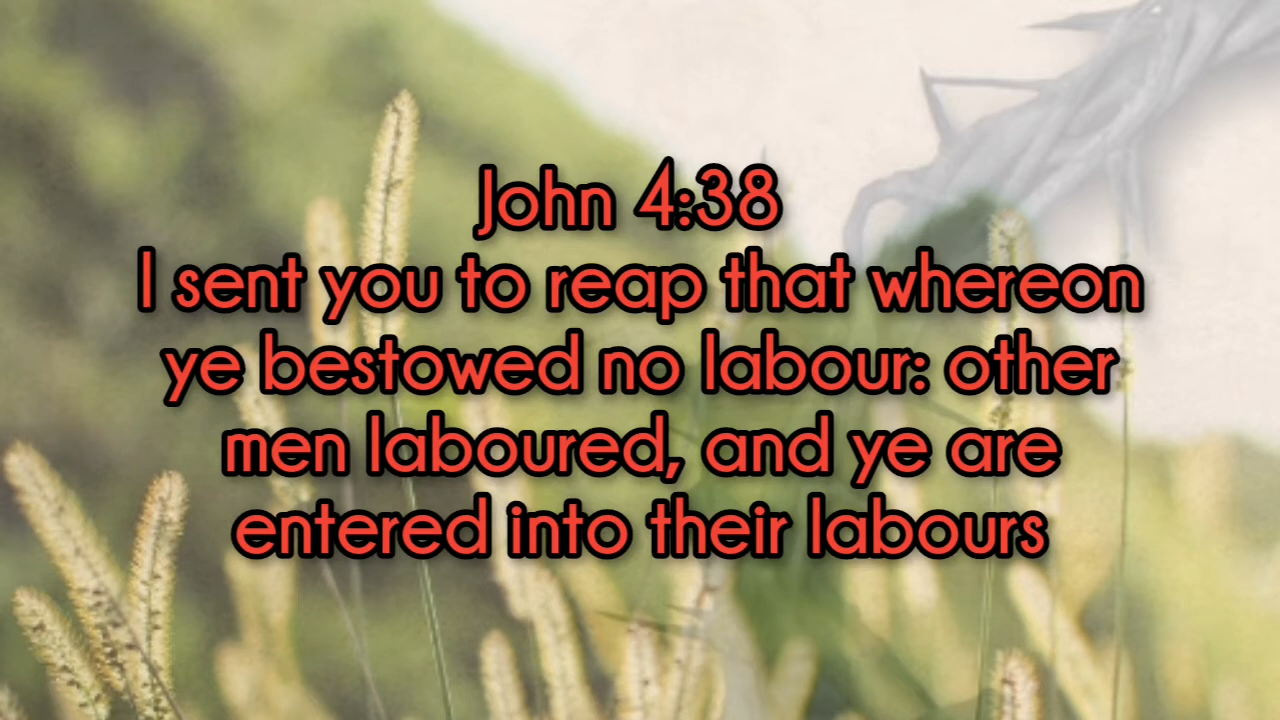 John 4:38
I sent you to reap that whereon
ye bestowed no labour: other
men laboured, and ye are
entered into their labours